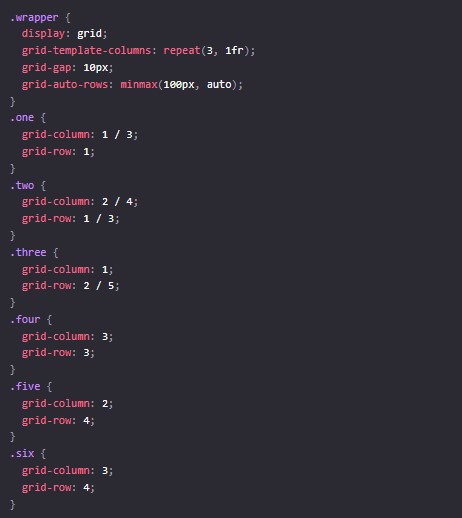 .wrapper {
  display: grid;
  grid-template-columns: repeat(3, 1fr);
  grid-gap: 10px;
  grid-auto-rows: minmax(100px, auto);
}
.one {
  grid-column: 1 / 3;
  grid-row: 1;
}
.two {
  grid-column: 2 / 4;
  grid-row: 1 / 3;
}
.three {
  grid-column: 1;
  grid-row: 2 / 5;
}
.four {
  grid-column: 3;
  grid-row: 3;
}
.five {
  grid-column: 2;
  grid-row: 4;
}
.six {
  grid-column: 3;
  grid-row: 4;
}